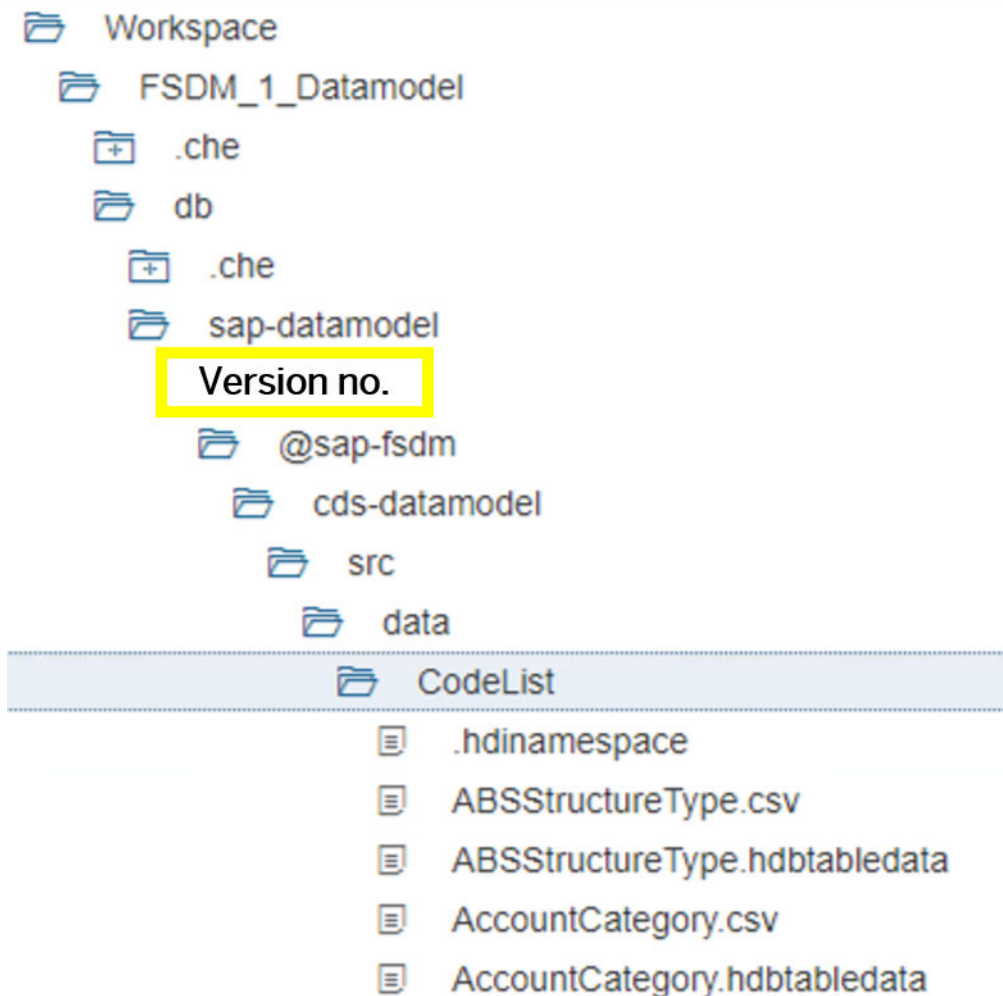 Workspace
FSDM_1_Datamodel
.che
db
.che
sap-datamodel
Version no.
@sap-fsdm
cds-datamodel
src
data
CodeList
.hdinamespace
ABSStructureType.csv
ABSStructureType.hdbtabledata
AccountCategory.csv
AccountCategory.hdbtabledata